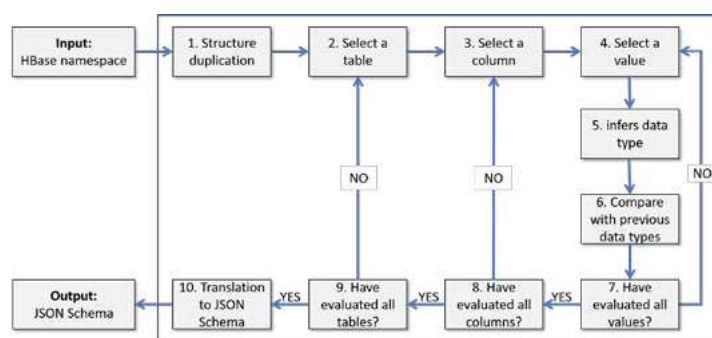 Input:
HBase namespace
1. Structure
duplication
2. Select a
table
3. Select a
column
4. Select a
value
5. infers data
type
NO
NO
NO
6. Compare
with previous
data types
Output:
JSON Schema
10. Translation
to JSON
Schema
YES
9. Have
evaluated all
tables?
YES
8. Have
evaluated all
columns?
YES
7. Have
evaluated all
values?